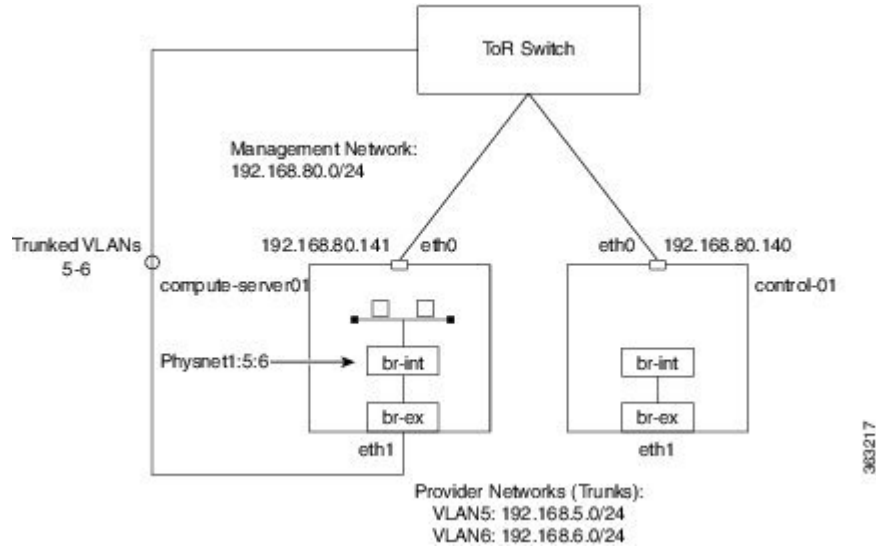 ToR Switch
Management Network:
192.168.80.0/24
Trunked VLANs
5-6
192.168.80.141
eth0
eth0
192.168.80.140
compute-server01
control-01
Physnet1:5:6
br-int
br-int
br-ex
br-ex
eth1
eth1
Provider Networks (Trunks):
VLAN5: 192.168.5.0/24
VLAN6: 192.168.6.0/24
363217